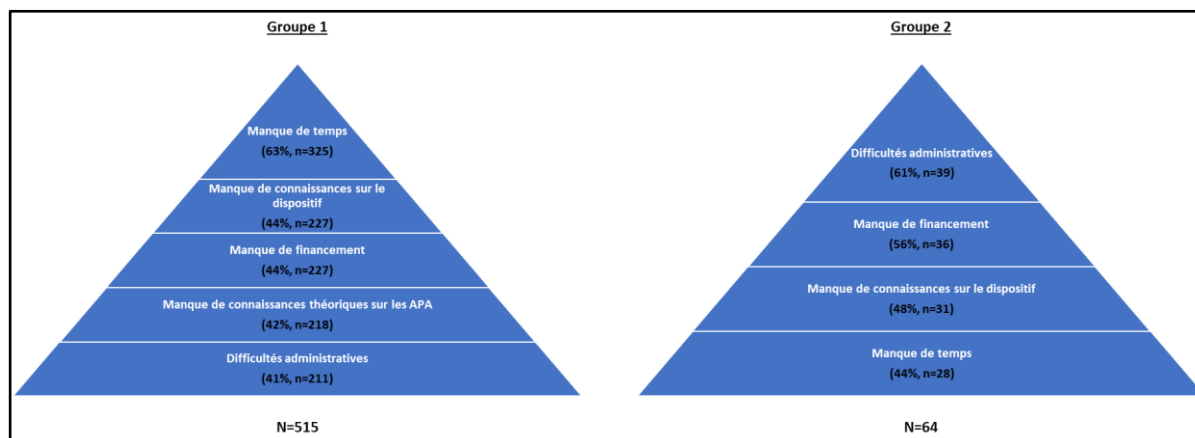 Groupe 1
Manque de temps
(63%, n=325)
Manque de connaissances sur le
dispositif
(44%, n=227)
Manque de financement
(44%, n=227)
Manque de connaissances théoriques sur les APA
(42%, n=218)
Difficultés administratives
(41%, n=211)
N=515
Groupe 2
Difficultés administratives
(61%, n=39)
Manque de financement
(56%, n=36)
Manque de connaissances sur le dispositif
(48%, n=31)
Manque de temps
(44%, n=28)
N=64